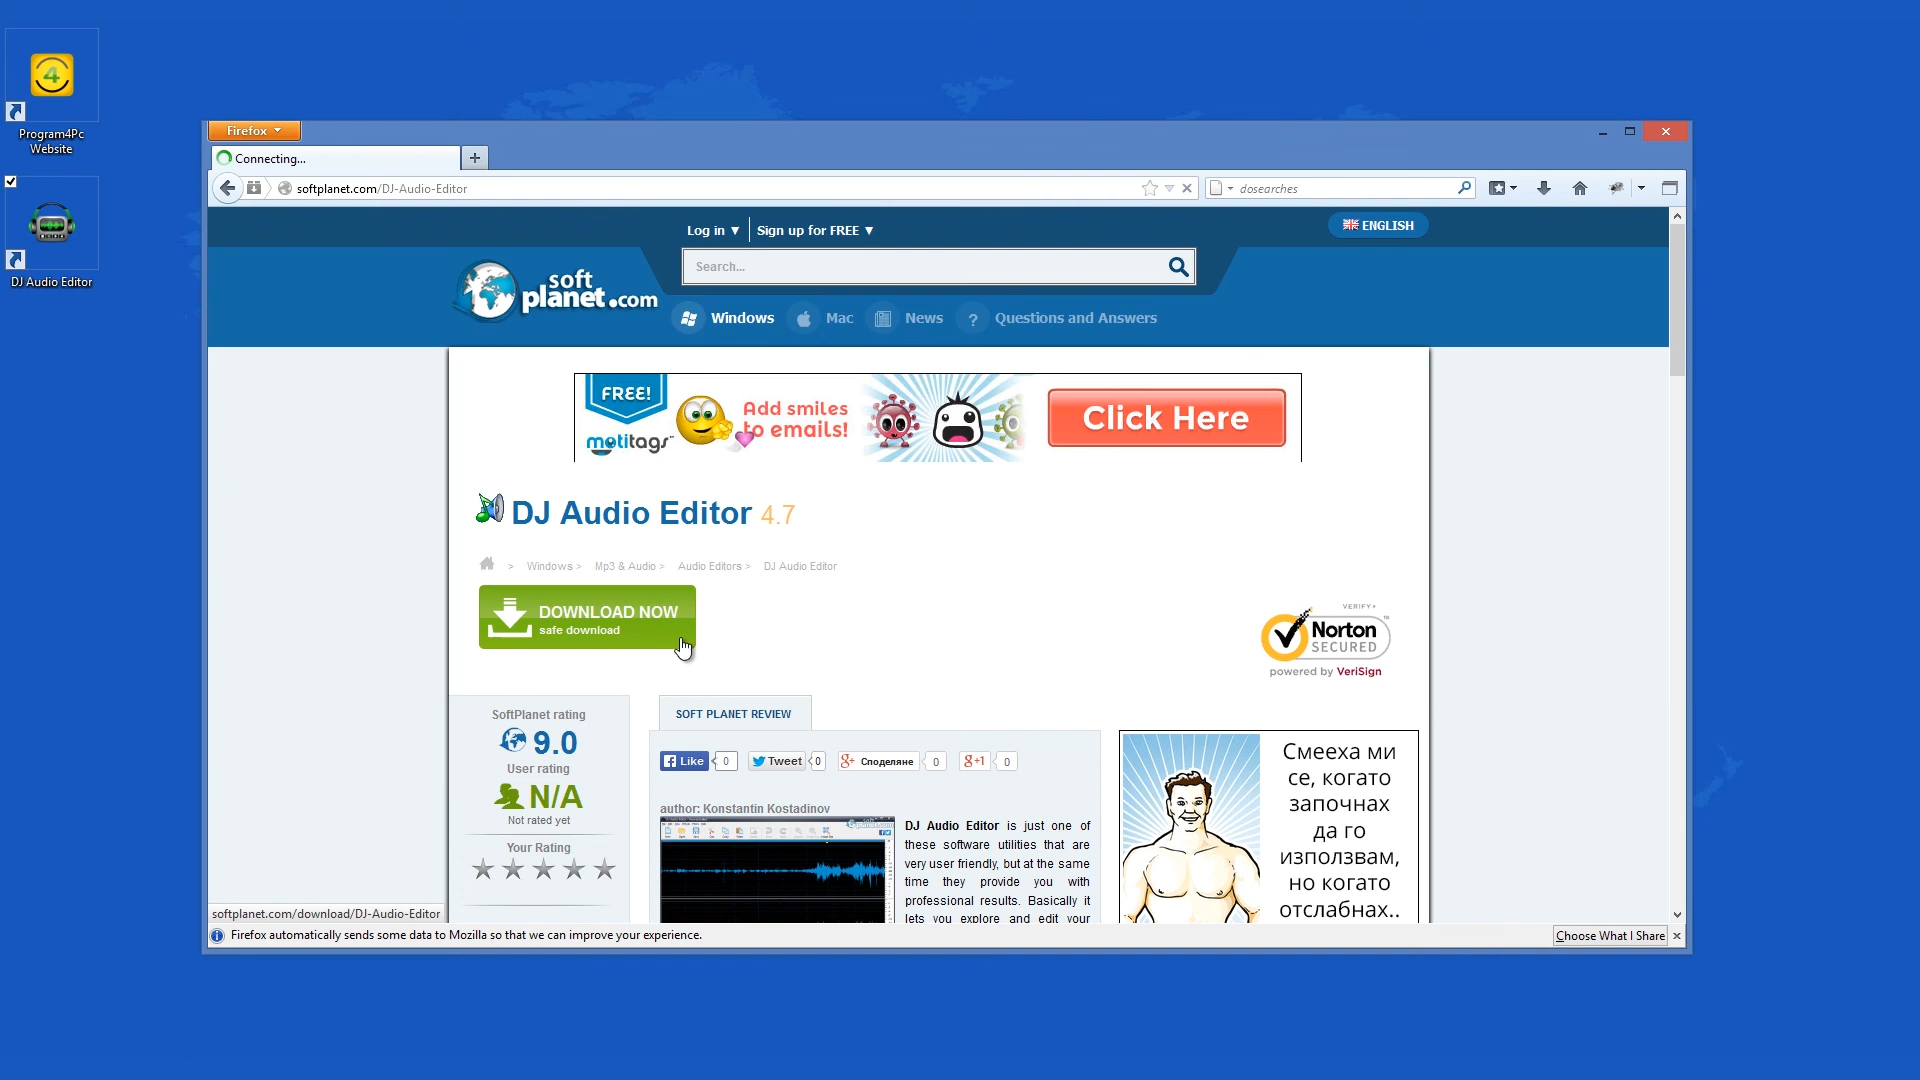 Program4Pc
Website
DJ Audio Editor
Firefox
Connecting...
softplanet.com/DJ-Audio-Editor
dosearches
Log in ▼ Sign up for FREE ▼
ENGLISH
Search...
soft
planet.com
Windows Mac News ? Questions and Answers
FREE!
motitags
Add smiles
to emails!
Click Here
DJ Audio Editor 4.7
> Windows > Mp3 & Audio > Audio Editors > DJ Audio Editor
DOWNLOAD NOW
safe download
VERIFY
Norton
SECURED
powered by VeriSign
SoftPlanet rating
9.0
User rating
N/A
Not rated yet
Your Rating
SOFT PLANET REVIEW
Like 0 Tweet 0 g+ Споделяне 0 g+1 0
author: Konstantin Kostadinov
DJ Audio Editor is just one of
these software utilities that are
very user friendly, but at the same
time they provide you with
professional results. Basically it
lets you explore and edit your
Смееха ми
се, когато
започнах
да го
използвам,
но когато
отслабнах..
softplanet.com/download/DJ-Audio-Editor
Firefox automatically sends some data to Mozilla so that we can improve your experience.
Choose What I Share